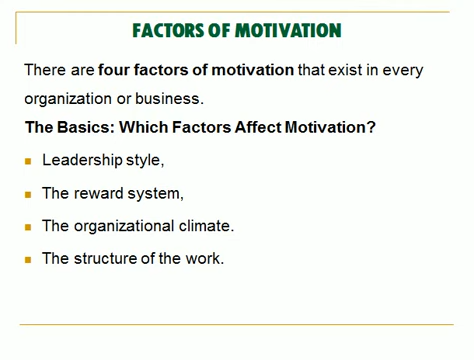 FACTORS OF MOTIVATION
There are four factors of motivation that exist in every
organization or business.
The Basics: Which Factors Affect Motivation?
Leadership style,
The reward system,
The organizational climate.
The structure of the work.